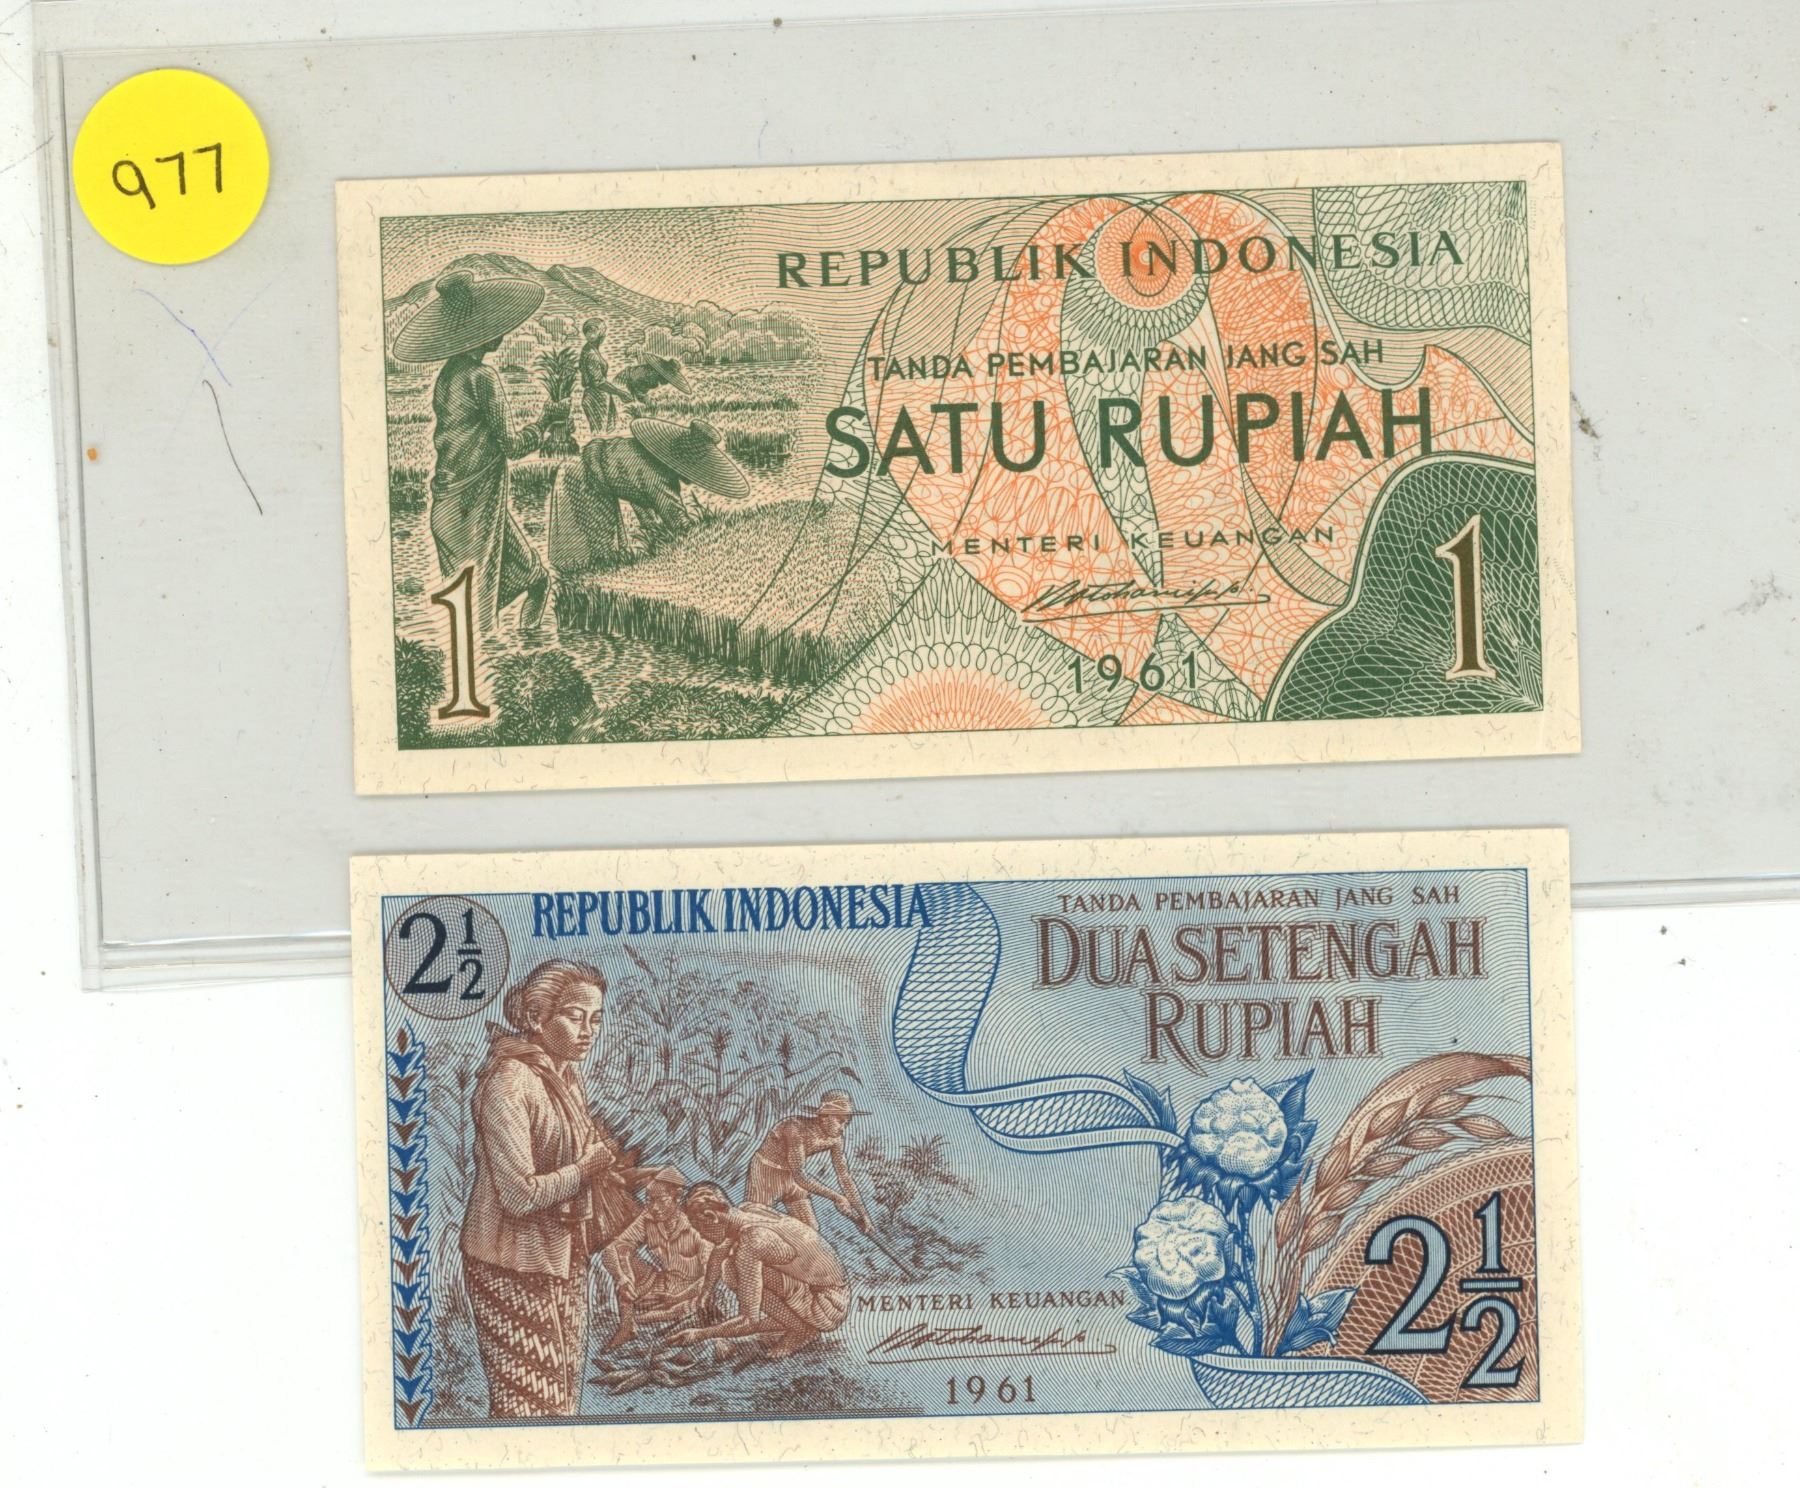 977
REPUBLIK INDONESIA
TANDA PEMBAJARAN JANG SAH
SATU RUPIAH
MENTERI KEUANGAN
1961
1
1
2 1/2
REPUBLIK INDONESIA
TANDA PEMBAJARAN JANG SAH
DUA SETENGAH
RUPIAH
MENTERI KEUANGAN
1961
2 1/2